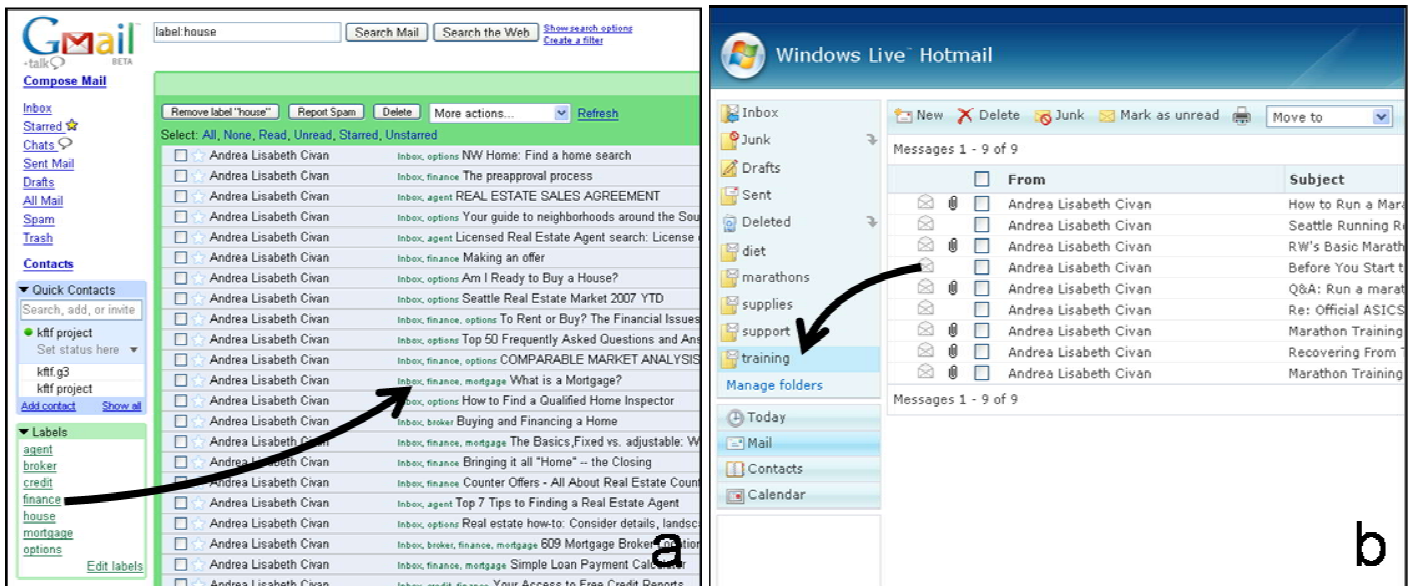 Gmail
-talk BETA
label:house Search Mail Search the Web Show search options
Create a filter
Compose Mail
Inbox
Starred
Chats
Sent Mail
Drafts
All Mail
Spam
Trash
Contacts
Quick Contacts
Search, add, or invite
kftf project
Set status here
kftf.g3
kftf project
Add contact Show all
Labels
agent
broker
credit
finance
house
mortgage
options
Edit labels
Remove label "house" Report Spam Delete More actions... Refresh
Select: All, None, Read, Unread, Starred, Unstarred
Andrea Lisabeth Civan Inbox, options NW Home: Find a home search
Andrea Lisabeth Civan Inbox, finance The preapproval process
Andrea Lisabeth Civan Inbox, agent REAL ESTATE SALES AGREEMENT
Andrea Lisabeth Civan Inbox, options Your guide to neighborhoods around the Sou
Andrea Lisabeth Civan Inbox, agent Licensed Real Estate Agent search: License
Andrea Lisabeth Civan Inbox, finance Making an offer
Andrea Lisabeth Civan Inbox, options Am I Ready to Buy a House?
Andrea Lisabeth Civan Inbox, options Seattle Real Estate Market 2007 YTD
Andrea Lisabeth Civan Inbox, finance, options To Rent or Buy? The Financial Issues
Andrea Lisabeth Civan Inbox, options Top 50 Frequently Asked Questions and Ans
Andrea Lisabeth Civan Inbox, finance, options COMPARABLE MARKET ANALYSIS
Andrea Lisabeth Civan Inbox, finance, mortgage What is a Mortgage?
Andrea Lisabeth Civan Inbox, options How to Find a Qualified Home Inspector
Andrea Lisabeth Civan Inbox, broker Buying and Financing a Home
Andrea Lisabeth Civan Inbox, finance, mortgage The Basics,Fixed vs. adjustable: W
Andrea Lisabeth Civan Inbox, finance Bringing it all "Home" -- the Closing
Andrea Lisabeth Civan Inbox, finance Counter Offers - All About Real Estate Count
Andrea Lisabeth Civan Inbox, agent Top 7 Tips to Finding a Real Estate Agent
Andrea Lisabeth Civan Inbox, options Real estate how-to: Consider details, landsc
Andrea Lisabeth Civan Inbox, broker, finance, mortgage 609 Mortgage Broker
Andrea Lisabeth Civan Inbox, finance, mortgage Simple Loan Payment Calculator
Andrea Lisabeth Civan Inbox, credit, finance Your Access to Free Credit Reports
a
Windows Live™ Hotmail
Inbox
Junk
Drafts
Sent
Deleted
diet
marathons
supplies
support
training
Manage folders
Today
Mail
Contacts
Calendar
New Delete Junk Mark as unread Move to
Messages 1 - 9 of 9
From Subject
Andrea Lisabeth Civan How to Run a Mara
Andrea Lisabeth Civan Seattle Running R
Andrea Lisabeth Civan RW's Basic Marath
Andrea Lisabeth Civan Before You Start t
Andrea Lisabeth Civan Q&A: Run a marat
Andrea Lisabeth Civan Re: Official ASICS
Andrea Lisabeth Civan Marathon Training
Andrea Lisabeth Civan Recovering From
Andrea Lisabeth Civan Marathon Training
Messages 1 - 9 of 9
b